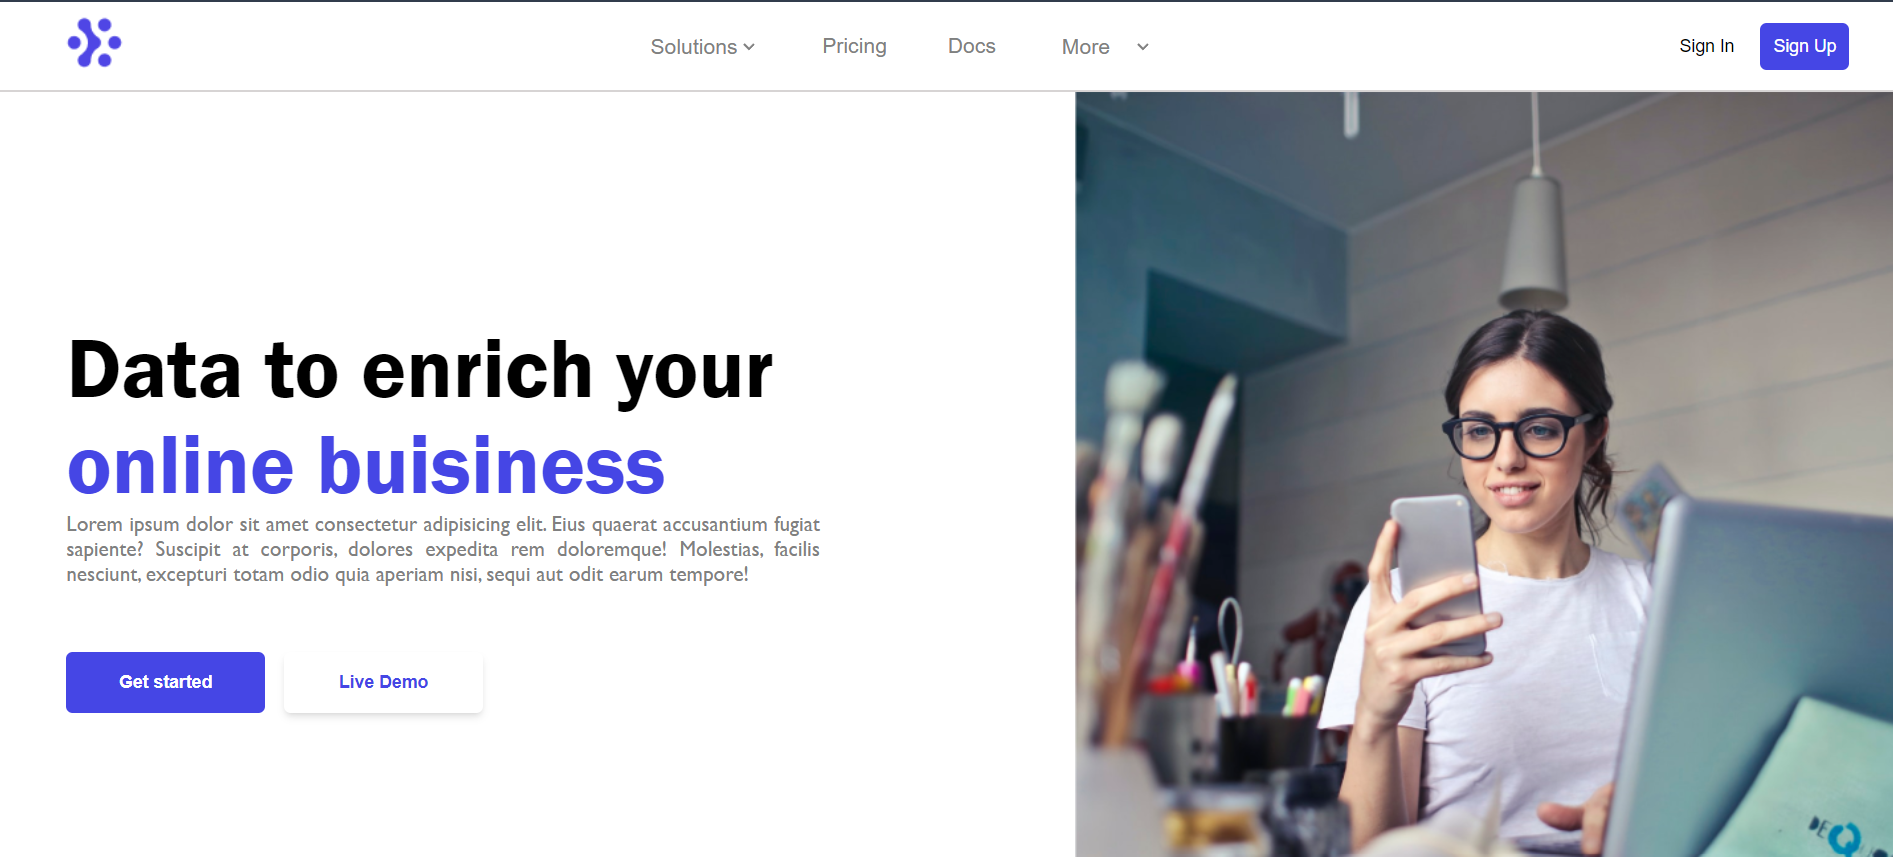 Solutions Pricing Docs More Sign In Sign Up
Data to enrich your
online buisiness
Lorem ipsum dolor sit amet consectetur adipisicing elit. Eius quaerat accusantium fugiat
sapiente? Suscipit at corporis, dolores expedita rem doloremque! Molestias, facilis
nesciunt, excepturi totam odio quia aperiam nisi, sequi aut odit earum tempore!
Get started Live Demo